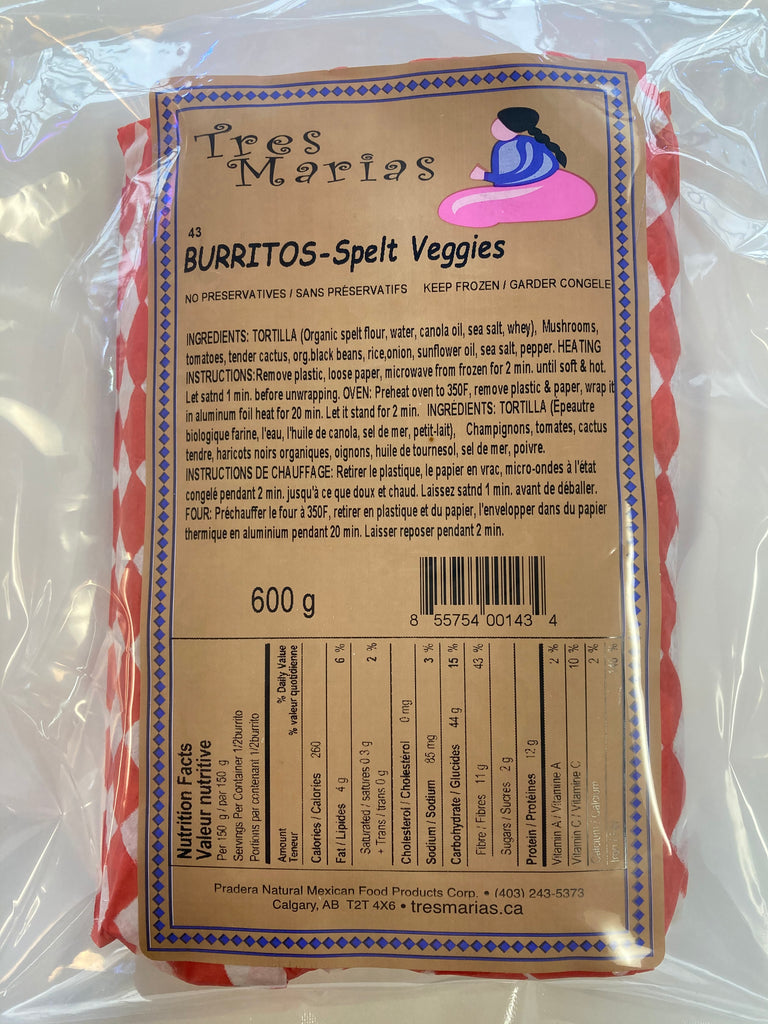 Tres
Marias
43
BURRITOS-Spelt Veggies
NO PRESERVATIVES / SANS PRÉSERVATIFS KEEP FROZEN / GARDER CONGELE
INGREDIENTS: TORTILLA (Organic spelt flour, water, canola oil, sea salt, whey), Mushrooms,
tomatoes, tender cactus, org.black beans, rice,onion, sunflower oil, sea salt, pepper. HEATING
INSTRUCTIONS:Remove plastic, loose paper, microwave from frozen for 2 min. until soft & hot.
Let satnd 1 min. before unwrapping. OVEN: Preheat oven to 350F, remove plastic & paper, wrap it
in aluminum foil heat for 20 min. Let it stand for 2 min. INGRÉDIENTS: TORTILLA (Épeautre
biologique farine, l'eau, l'huile de canola, sel de mer, petit-lait), Champignons, tomates, cactus
tendre, haricots noirs organiques, oignons, huile de tournesol, sel de mer, poivre.
INSTRUCTIONS DE CHAUFFAGE: Retirer le plastique, le papier en vrac, micro-ondes à l'état
congelé pendant 2 min. jusqu'à ce que doux et chaud. Laissez satnd 1 min. avant de déballer.
FOUR: Préchauffer le four à 350F, retirer en plastique et du papier, l'envelopper dans du papier
thermique en aluminium pendant 20 min. Laisser reposer pendant 2 min.
600 g
8 55754 00143 4
Nutrition Facts
Valeur nutritive
Per 150 g / par 150 g
Servings Per Container 1/2burrito
Portions par contenant 1/2burrito
Amount % Daily Value
Teneur % valeur quotidienne
Calories / Calories 260
Fat / Lipides 4 g 6 %
Saturated / saturés 0.3 g 2 %
+ Trans / trans 0 g
Cholesterol / Cholestérol 0 mg
Sodium / Sodium 85 mg 3 %
Carbohydrate / Glucides 44 g 15 %
Fibre / Fibres 11 g 43 %
Sugars / Sucres 2 g
Protein / Protéines 12 g
Vitamin A / Vitamine A 2 %
Vitamin C / Vitamine C 10 %
Calcium / Calcium 2 %
Pradera Natural Mexican Food Products Corp. • (403) 243-5373
Calgary, AB T2T 4X6 • tresmarias.ca